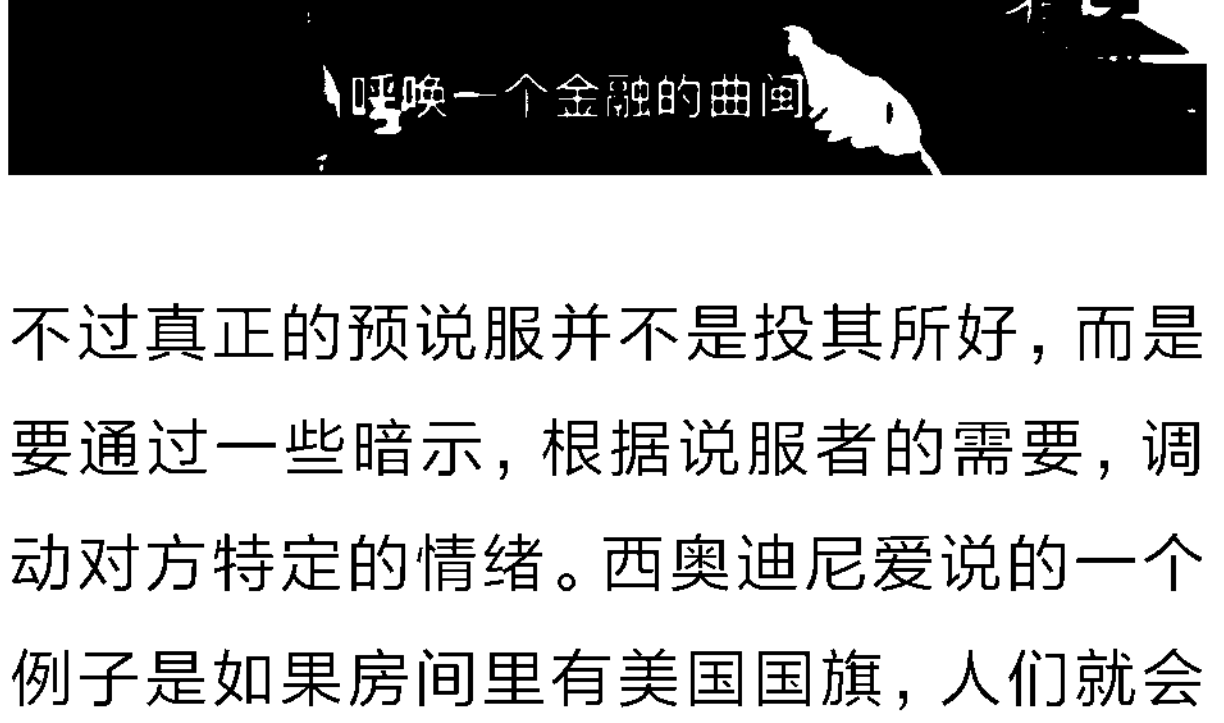 呼唤一个金融的曲闽
不过真正的预说服并不是投其所好，而是
要通过一些暗示，根据说服者的需要，调
动对方特定的情绪。西奥迪尼爱说的一个
例子是如果房间里有美国国旗，人们就会